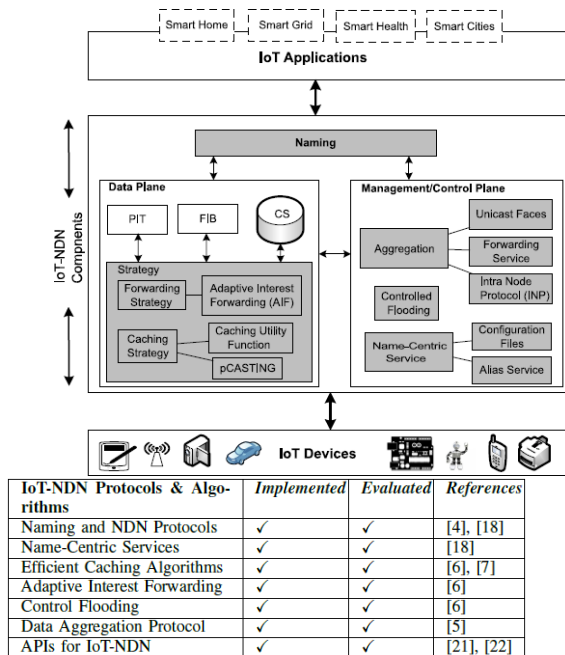 Smart Home
Smart Grid
Smart Health
Smart Cities
IoT Applications
IoT-NDN
Compnents
Naming
Data Plane
PIT
FIB
CS
Strategy
Forwarding
Strategy
Adaptive Interest
Forwarding (AIF)
Caching
Strategy
Caching Utility
Function
pCASTING
Management/Control Plane
Aggregation
Unicast Faces
Forwarding
Service
Intra Node
Protocol (INP)
Controlled
Flooding
Name-Centric
Service
Configuration
Files
Alias Service
IoT Devices
IoT-NDN Protocols & Algo- Implemented Evaluated References
rithms
Naming and NDN Protocols ✓ ✓ [4], [18]
Name-Centric Services ✓ ✓ [18]
Efficient Caching Algorithms ✓ ✓ [6], [7]
Adaptive Interest Forwarding ✓ ✓ [6]
Control Flooding ✓ ✓ [6]
Data Aggregation Protocol ✓ ✓ [5]
APIs for IoT-NDN ✓ ✓ [21], [22]